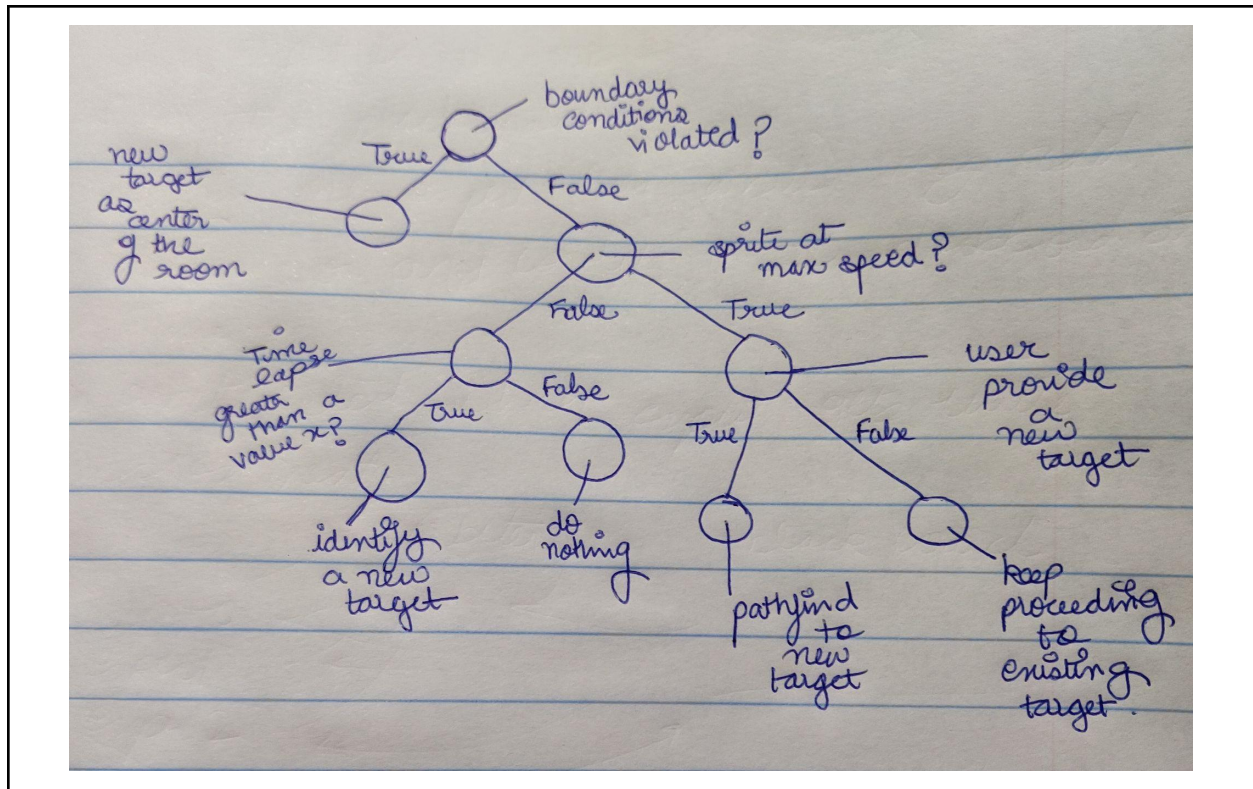 boundary
conditions
violated?
True
new
target
as
center
of the
room
False
sprite at
max speed?
False
True
Time
lapse
greater
than a
value x?
True
False
user
provide
a
new
target
True
False
identify
a new
target
do
nothing
pathfind
to
new
target
keep
proceeding
to
existing
target.